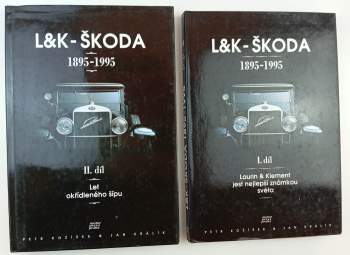 L&K-ŠKODA
1895-1995
II. díl
Let
okřídleného šípu
PETR KOŽÍŠEK & JAN KRÁLÍK
L&K-ŠKODA
1895-1995
I. díl
Laurin & Klement
jest nejlepší známkou
světa
PETR KOŽÍŠEK & JAN KRÁLÍK